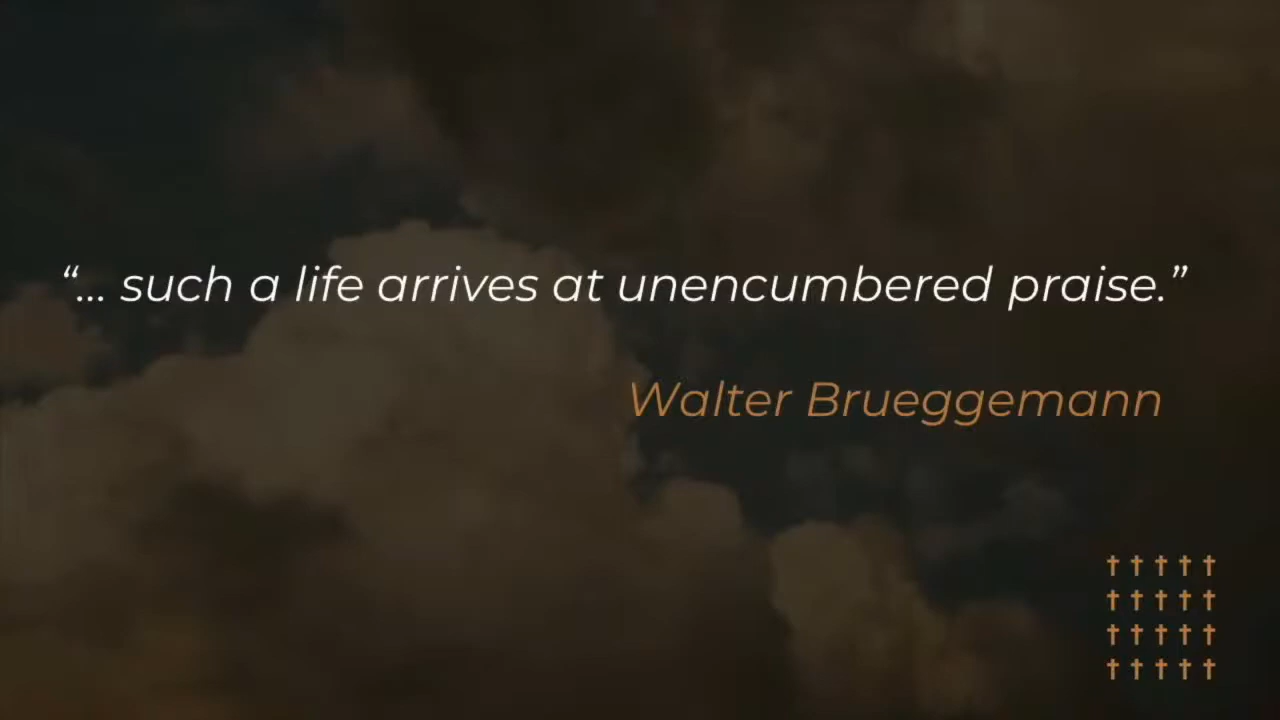 “... such a life arrives at unencumbered praise.”
Walter Brueggemann